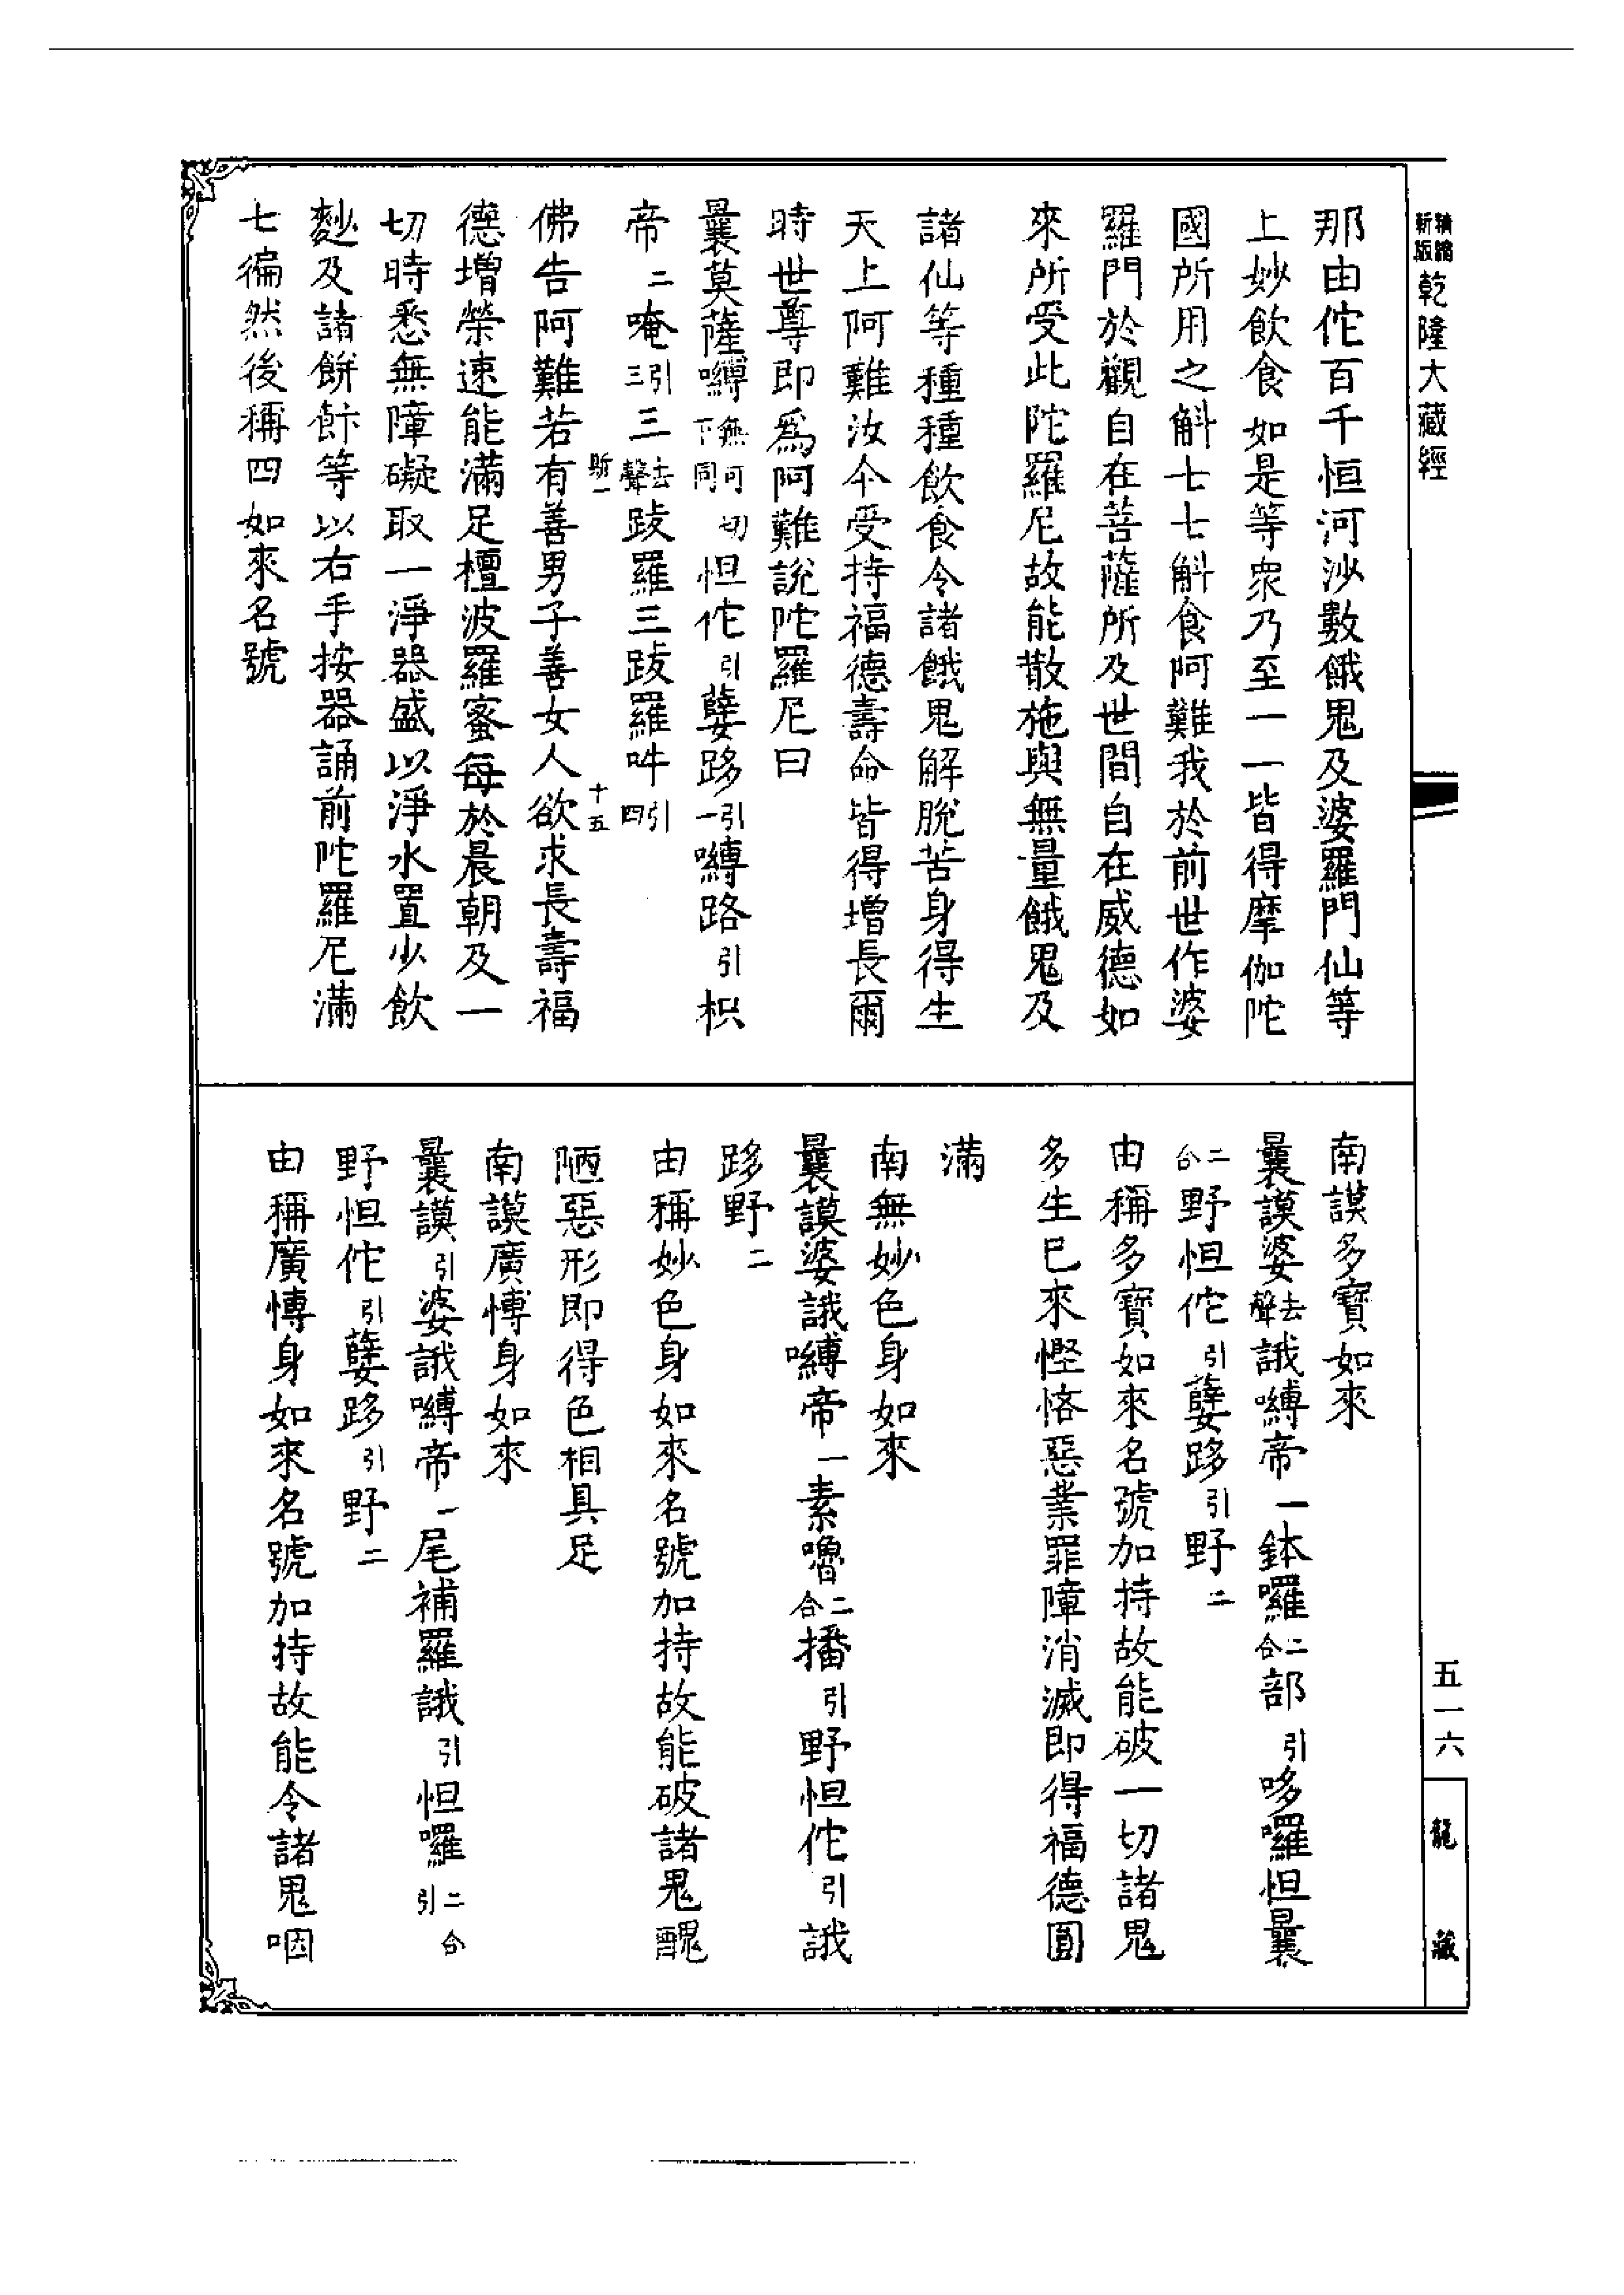 精縮新版乾隆大藏經
五一六
龍藏
那由佗百千恒河沙數餓鬼及婆羅門仙等
上妙飲食如是等眾乃至一一皆得摩伽陀
國所用之斛七七斛食阿難我於前世作婆
羅門於觀自在菩薩所及世間自在威德如
來所受此陀羅尼故能散施與無量餓鬼及
諸仙等種種飲食令諸餓鬼解脫苦身得生
天上阿難汝今受持福德壽命皆得增長爾
時世尊即為阿難說陀羅尼曰
曩莫薩嚩無可切下同怛佗引櫱路引一嚩路引枳
帝二唵引三三去聲跋羅三跋羅吽引四
十五
佛告阿難若有善男子善女人欲求長壽福
德增榮速能滿足檀波羅蜜每於晨朝及一
切時悉無障礙取一淨器盛以淨水置少飲
麨及諸餅飰等以右手按器誦前陀羅尼滿
七徧然後稱四如來名號
南謨多寶如來
曩謨婆去聲誐嚩帝一鉢囉二合部引哆囉怛曩
二合野怛佗引櫱路引野二
由稱多寶如來名號加持故能破一切諸鬼
多生已來慳悋惡業罪障消滅即得福德圓
滿
南無妙色身如來
曩謨婆誐嚩帝一素嚕二合播引野怛佗引誐
路野二
由稱妙色身如來名號加持故能破諸鬼醜
陋惡形即得色相具足
南謨廣愽身如來
曩謨引婆誐嚩帝一尾補羅誐引怛囉二合引
野怛佗引櫱路引野二
由稱廣愽身如來名號加持故能令諸鬼咽